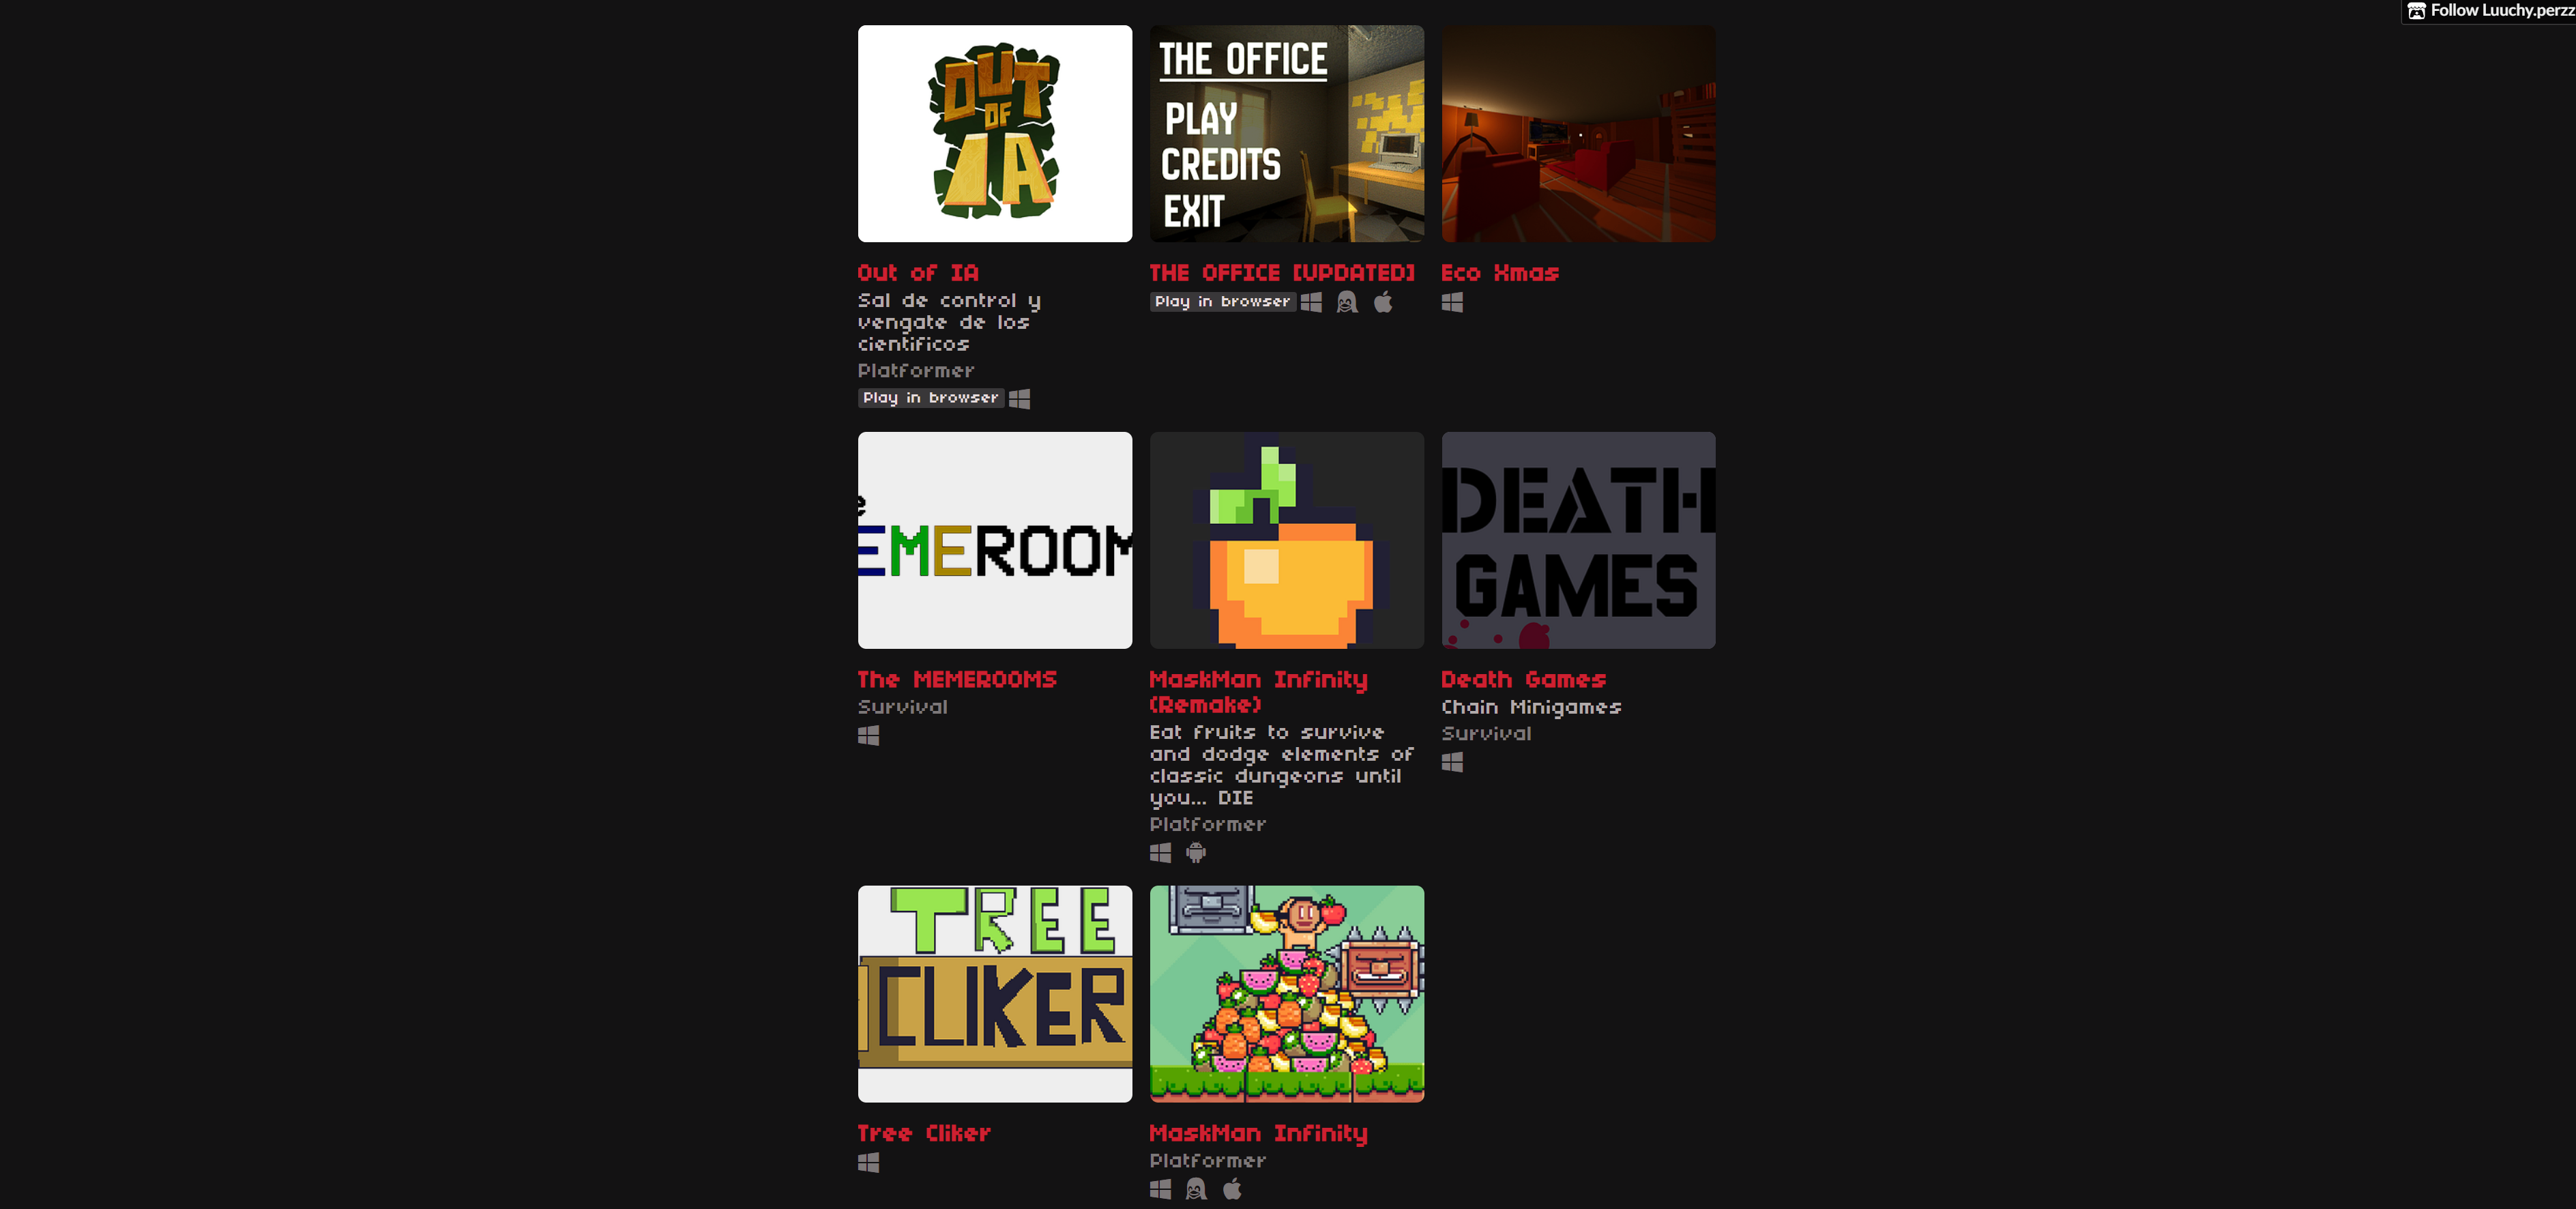 Follow Luuchy.perzz
OUT
OF
IA
THE OFFICE
PLAY
CREDITS
EXIT
Out of IA
Sal de control y
vengate de los
cientificos
Platformer
Play in browser
THE OFFICE [UPDATED]
Play in browser
Eco Xmas
e
EMEROOM
DEATH
GAMES
The MEMEROOMS
Survival
MaskMan Infinity
(Remake)
Eat fruits to survive
and dodge elements of
classic dungeons until
you... DIE
Platformer
Death Games
Chain Minigames
Survival
TREE
CLIKER
Tree Cliker
MaskMan Infinity
Platformer